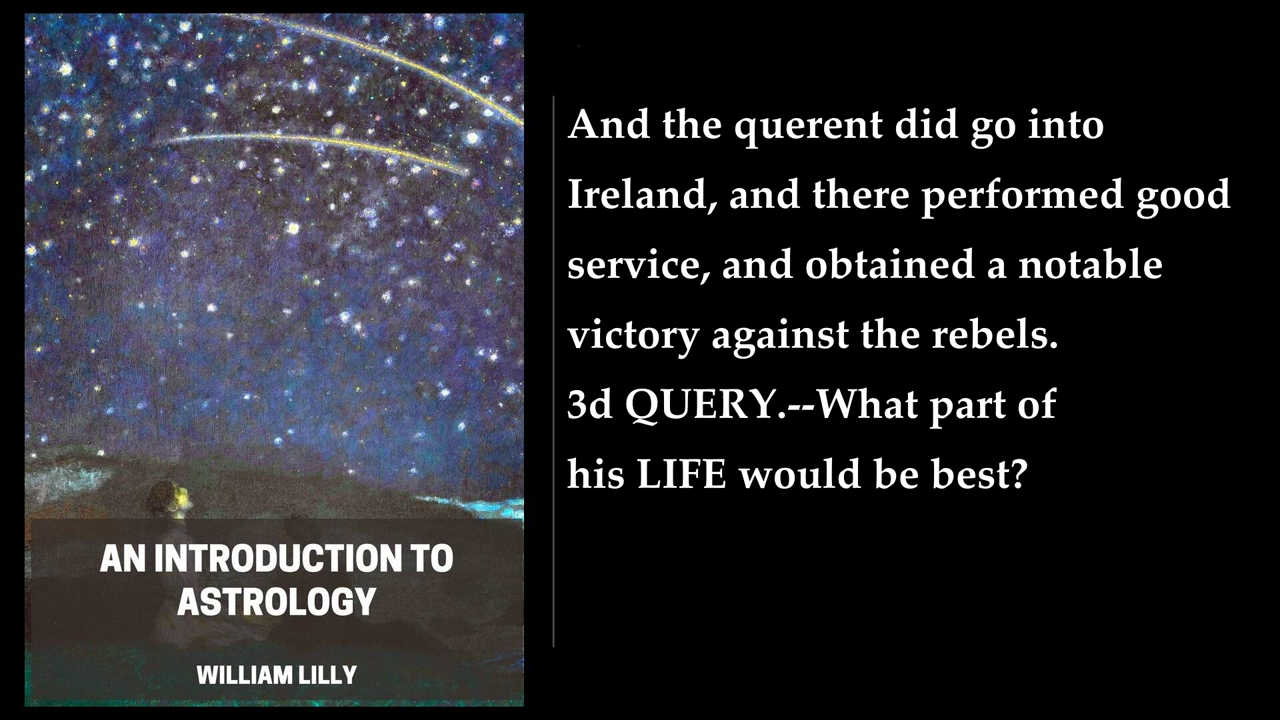 AN INTRODUCTION TO
ASTROLOGY
WILLIAM LILLY
And the querent did go into
Ireland, and there performed good
service, and obtained a notable
victory against the rebels.
3d QUERY.--What part of
his LIFE would be best?